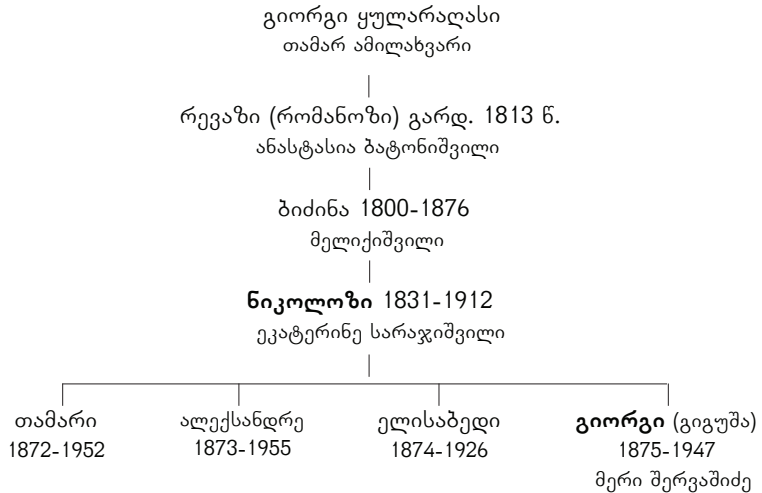 გიორგი ყულარაღასი
თამარ ამილახვარი
რევაზი (რომანოზი) გარდ. 1813 წ.
ანასტასია ბატონიშვილი
ბიძინა 1800-1876
მელიქიშვილი
ნიკოლოზი 1831-1912
ეკატერინე სარაჯიშვილი
თამარი ალექსანდრე ელისაბედი გიორგი (გიგუშა)
1872-1952 1873-1955 1874-1926 1875-1947
მერი შერვაშიძე